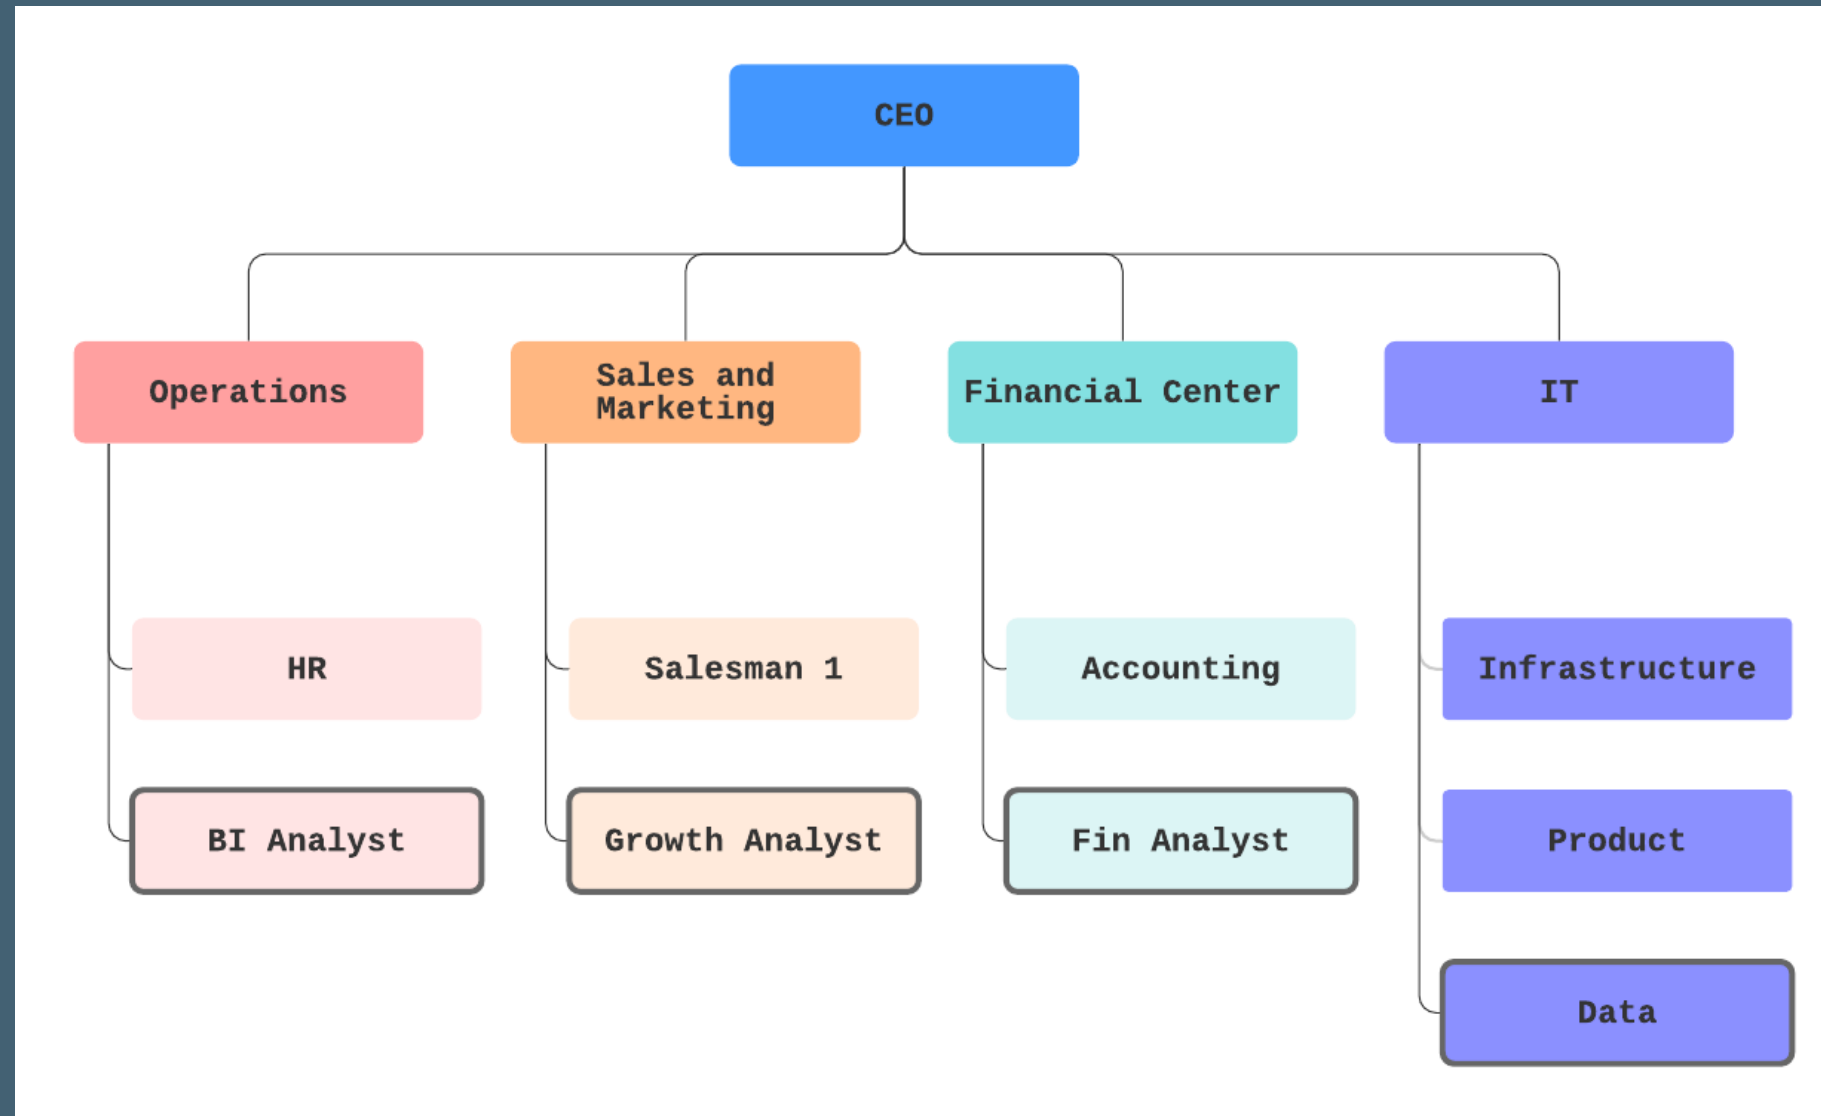 CEO
Operations
Sales and
Marketing
Financial Center
IT
HR
Salesman 1
Accounting
Infrastructure
BI Analyst
Growth Analyst
Fin Analyst
Product
Data